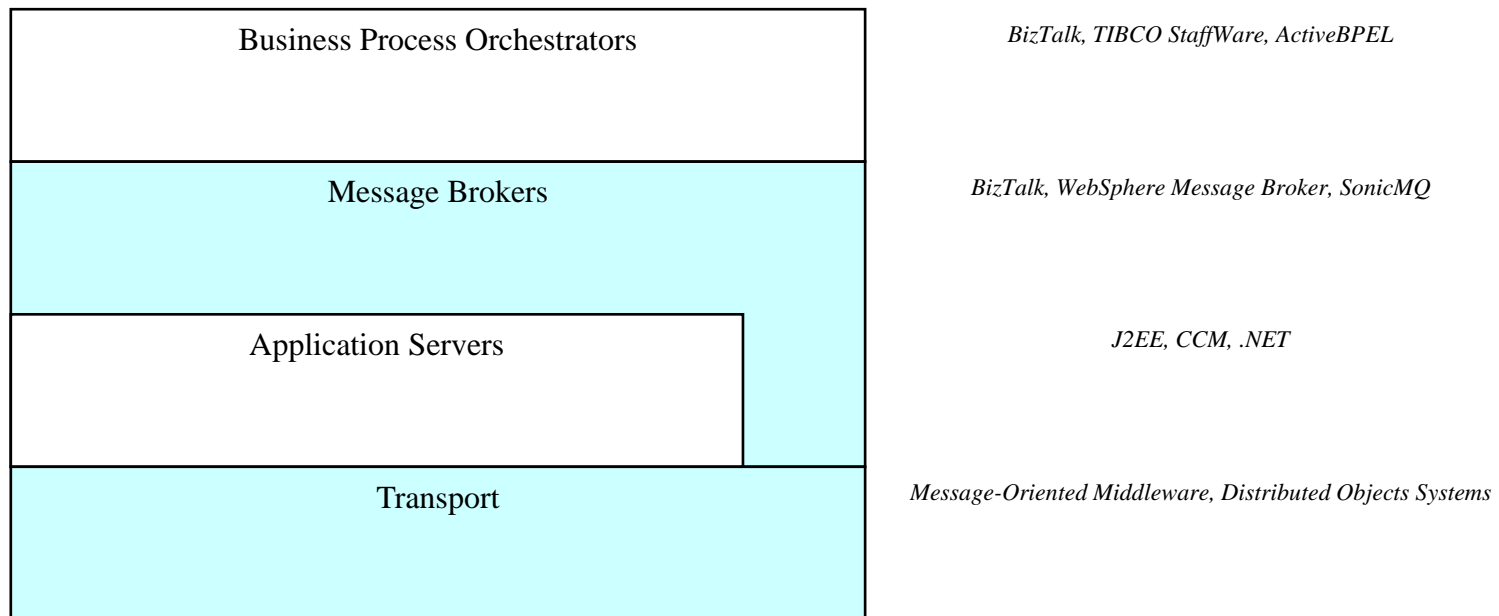 Business Process Orchestrators
BizTalk, TIBCO StaffWare, ActiveBPEL
Message Brokers
BizTalk, WebSphere Message Broker, SonicMQ
Application Servers
J2EE, CCM, .NET
Transport
Message-Oriented Middleware, Distributed Objects Systems